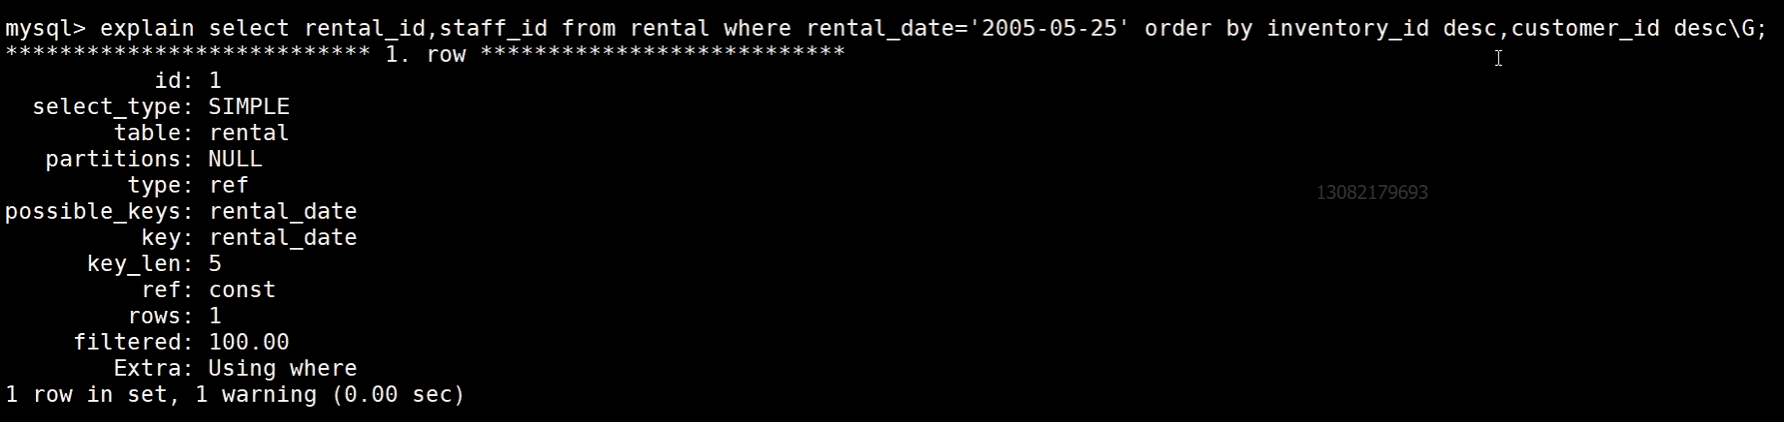 mysql> explain select rental_id,staff_id from rental where rental_date='2005-05-25' order by inventory_id desc,customer_id desc\G;
*************************** 1. row ***************************
id: 1
select_type: SIMPLE
table: rental
partitions: NULL
type: ref
13082179693
possible_keys: rental_date
key: rental_date
key_len: 5
ref: const
rows: 1
filtered: 100.00
Extra: Using where
1 row in set, 1 warning (0.00 sec)